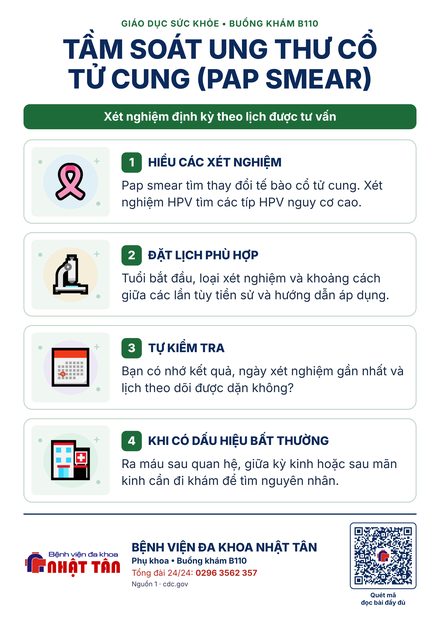 GIÁO DỤC SỨC KHỎE • BUỒNG KHÁM B110
TẦM SOÁT UNG THƯ CỔ
TỬ CUNG (PAP SMEAR)
Xét nghiệm định kỳ theo lịch được tư vấn
1 HIỂU CÁC XÉT NGHIỆM
Pap smear tìm thay đổi tế bào cổ tử cung. Xét
nghiệm HPV tìm các típ HPV nguy cơ cao.
2 ĐẶT LỊCH PHÙ HỢP
Tuổi bắt đầu, loại xét nghiệm và khoảng cách
giữa các lần tùy tiền sử và hướng dẫn áp dụng.
3 TỰ KIỂM TRA
Bạn có nhớ kết quả, ngày xét nghiệm gần nhất và
lịch theo dõi được dặn không?
4 KHI CÓ DẤU HIỆU BẤT THƯỜNG
Ra máu sau quan hệ, giữa kỳ kinh hoặc sau mãn
kinh cần đi khám để tìm nguyên nhân.
Bệnh viện đa khoa
NHẬT TÂN
BỆNH VIỆN ĐA KHOA NHẬT TÂN
Phụ khoa • Buồng khám B110
Tổng đài 24/24: 0296 3562 357
Nguồn 1 · cdc.gov
Quét mã
đọc bài đầy đủ